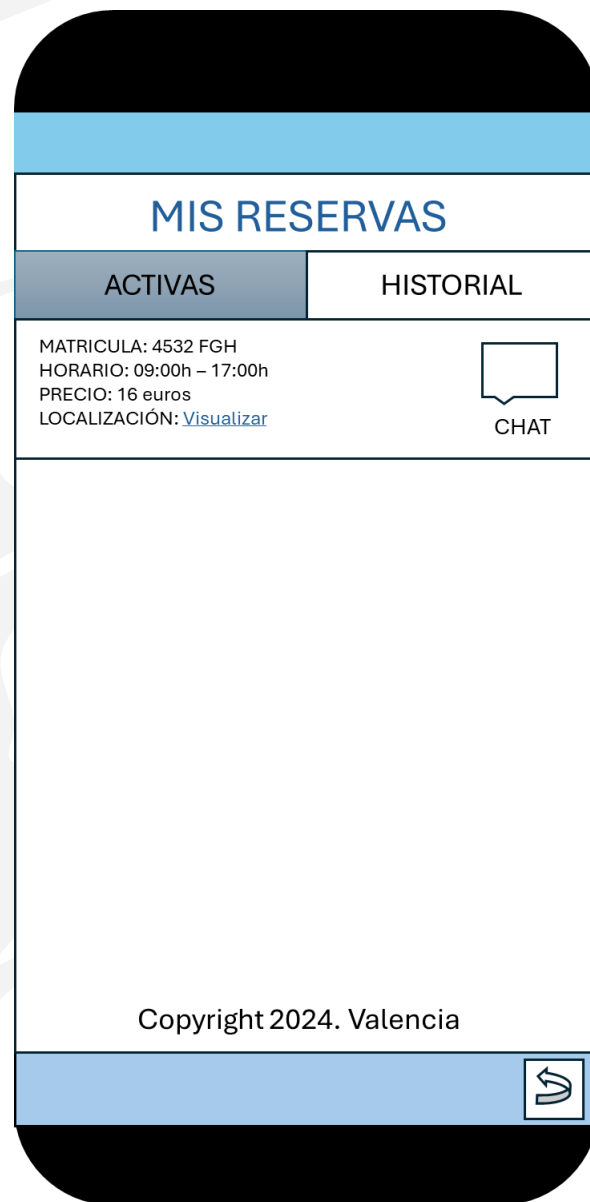 MIS RESERVAS
ACTIVAS
HISTORIAL
MATRICULA: 4532 FGH
HORARIO: 09:00h – 17:00h
PRECIO: 16 euros
LOCALIZACIÓN: Visualizar
CHAT
Copyright 2024. Valencia